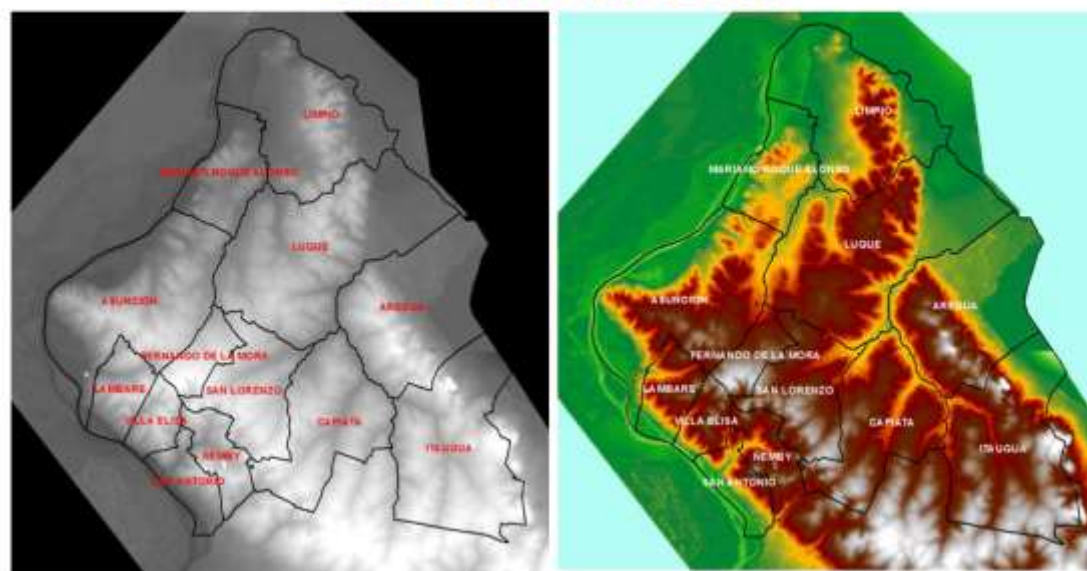 LIMPIO
MARIANO ROQUE ALONSO
LUQUE
ASUNCIÓN
AREGUA
FERNANDO DE LA MORA
LAMBARE
SAN LORENZO
VILLA ELISA
CAPIATA
ÑEMBY
ITAUGUA
SAN ANTONIO
LIMPIO
MARIANO ROQUE ALONSO
LUQUE
ASUNCIÓN
AREGUA
FERNANDO DE LA MORA
LAMBARE
SAN LORENZO
VILLA ELISA
CAPIATA
ÑEMBY
ITAUGUA
SAN ANTONIO